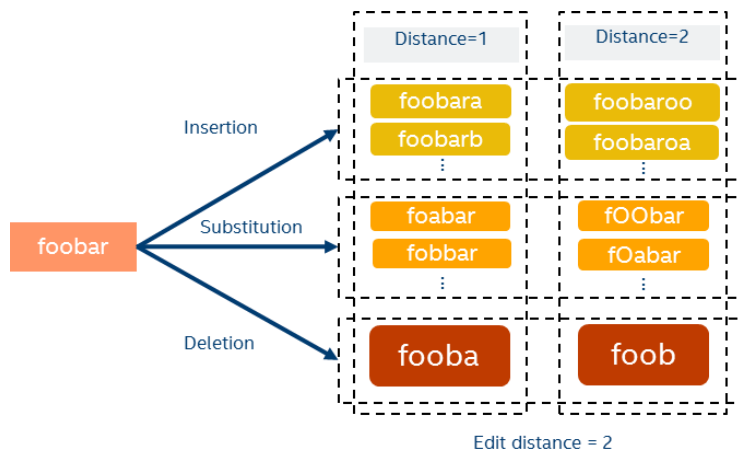 Distance=1
Distance=2
Insertion
foobara
foobaroo
foobarb
foobaroa
foobar
Substitution
foabar
fOObar
fobbar
fOabar
Deletion
fooba
foob
Edit distance = 2